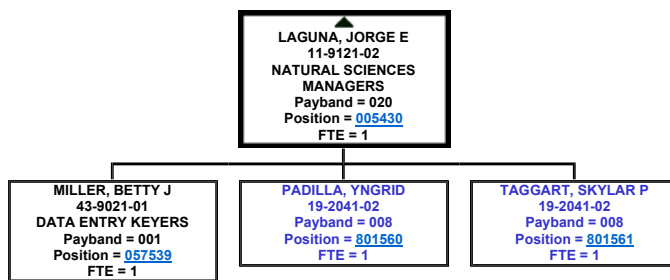 LAGUNA, JORGE E
11-9121-02
NATURAL SCIENCES
MANAGERS
Payband = 020
Position = 005430
FTE = 1
MILLER, BETTY J
43-9021-01
DATA ENTRY KEYERS
Payband = 001
Position = 057539
FTE = 1
PADILLA, YNGRID
19-2041-02
Payband = 008
Position = 801560
FTE = 1
TAGGART, SKYLAR P
19-2041-02
Payband = 008
Position = 801561
FTE = 1